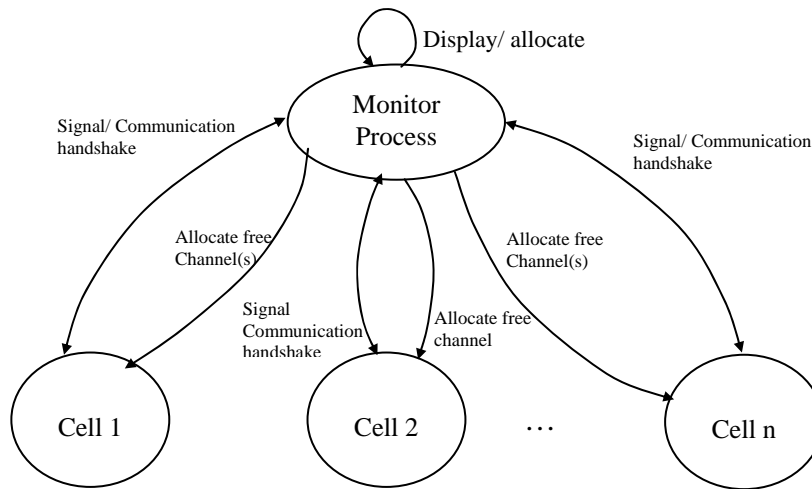 Display/ allocate
Monitor
Process
Signal/ Communication
handshake
Signal/ Communication
handshake
Allocate free
Channel(s)
Allocate free
Channel(s)
Signal
Communication
handshake
Allocate free
channel
Cell 1
Cell 2
…
Cell n